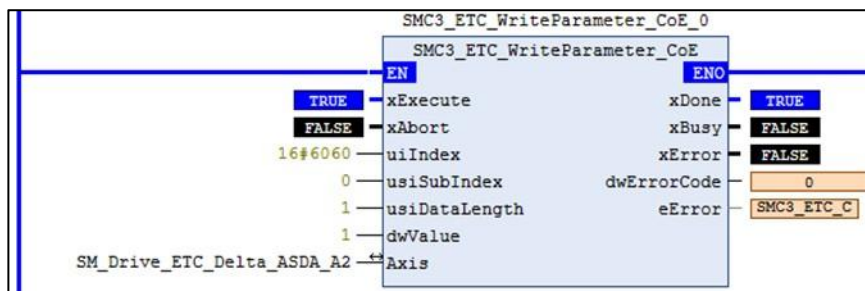 SMC3_ETC_WriteParameter_CoE_0
SMC3_ETC_WriteParameter_CoE
EN ENO
TRUE xExecute xDone TRUE
FALSE xAbort xBusy FALSE
16#6060 uiIndex xError FALSE
0 usiSubIndex dwErrorCode 0
1 usiDataLength eError SMC3_ETC_C
1 dwValue
SM_Drive_ETC_Delta_ASDA_A2 Axis